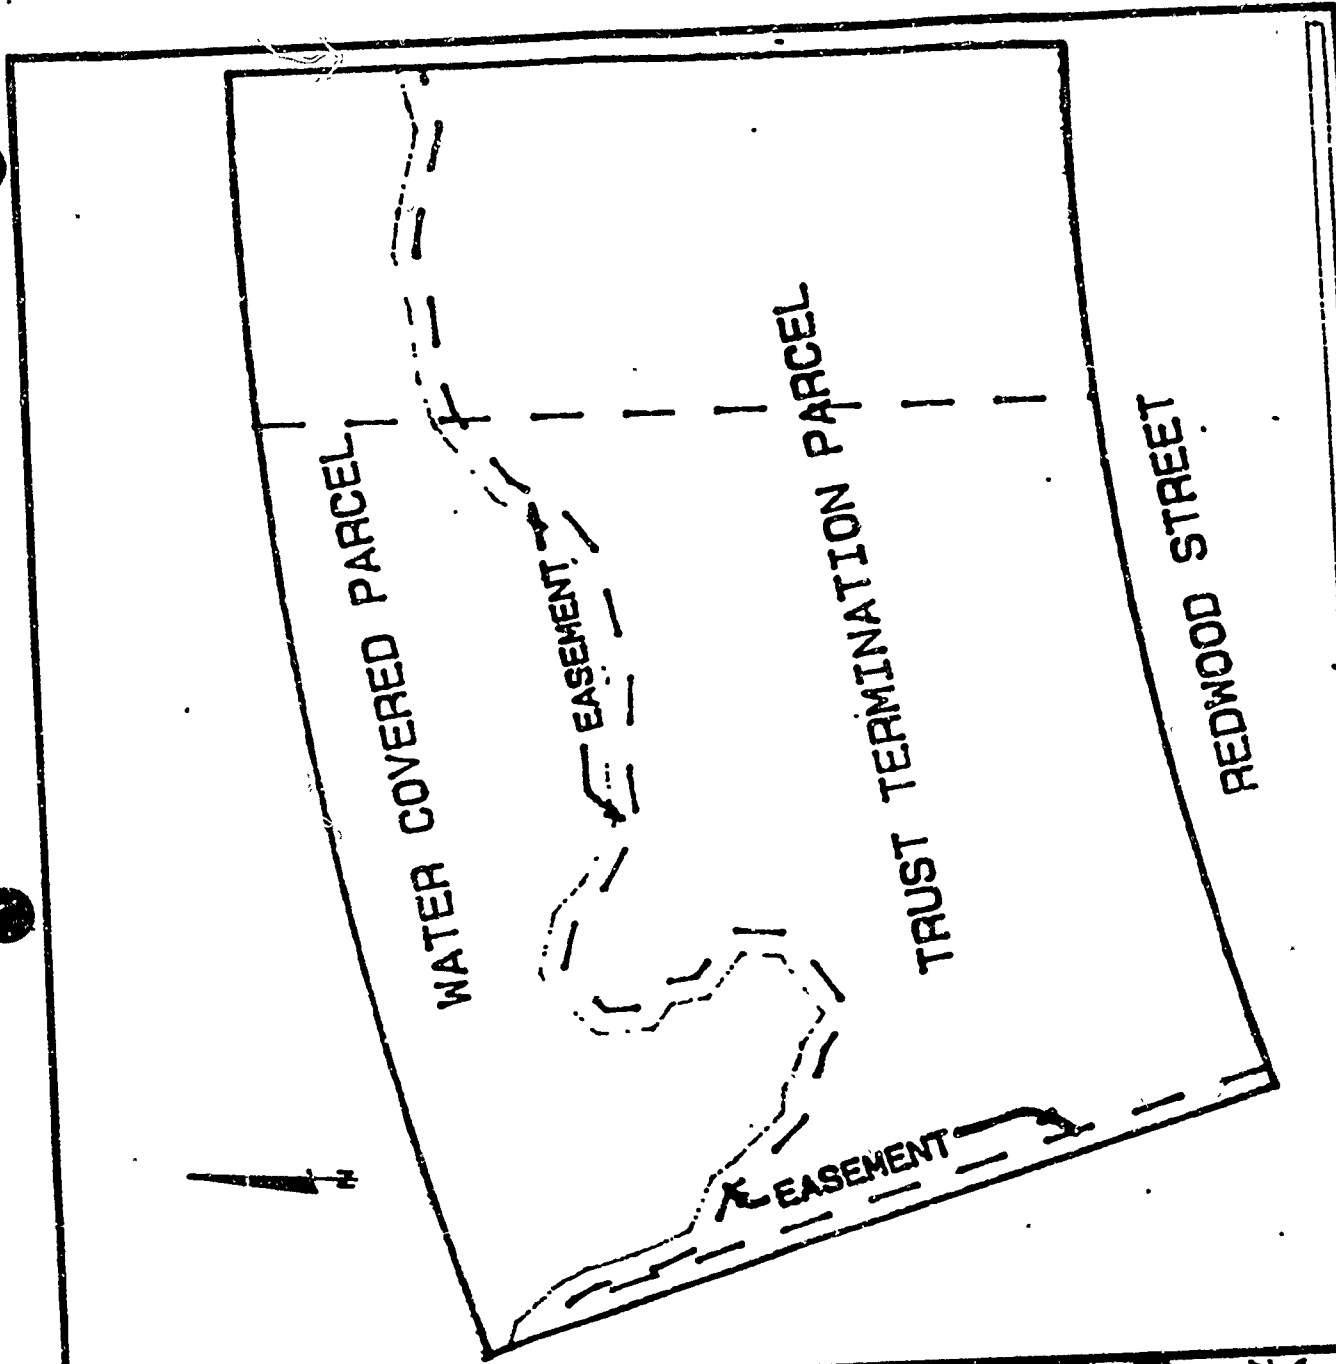 WATER COVERED PARCEL
EASEMENT
TRUST TERMINATION PARCEL
REDWOOD STREET
EASEMENT
N